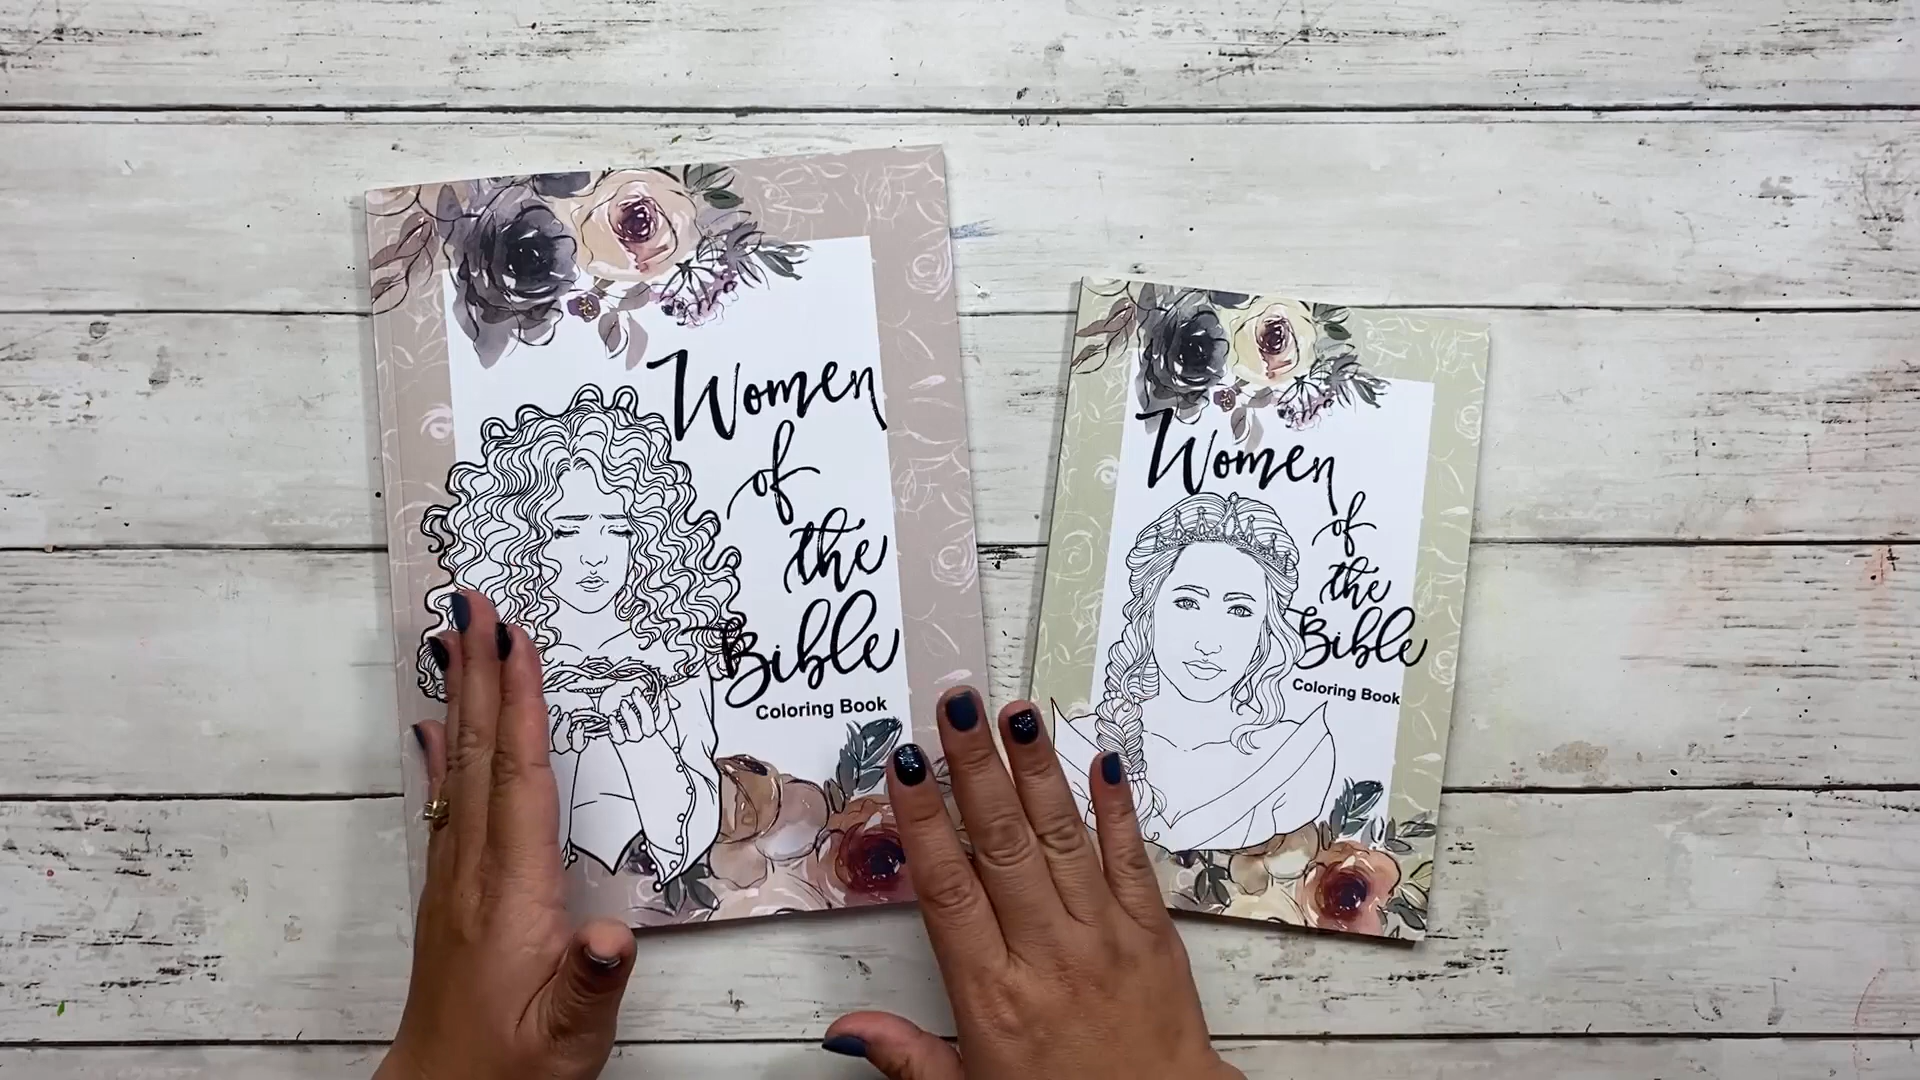 Women
of
the
Bible
Coloring Book
Women
of
the
Bible
Coloring Book